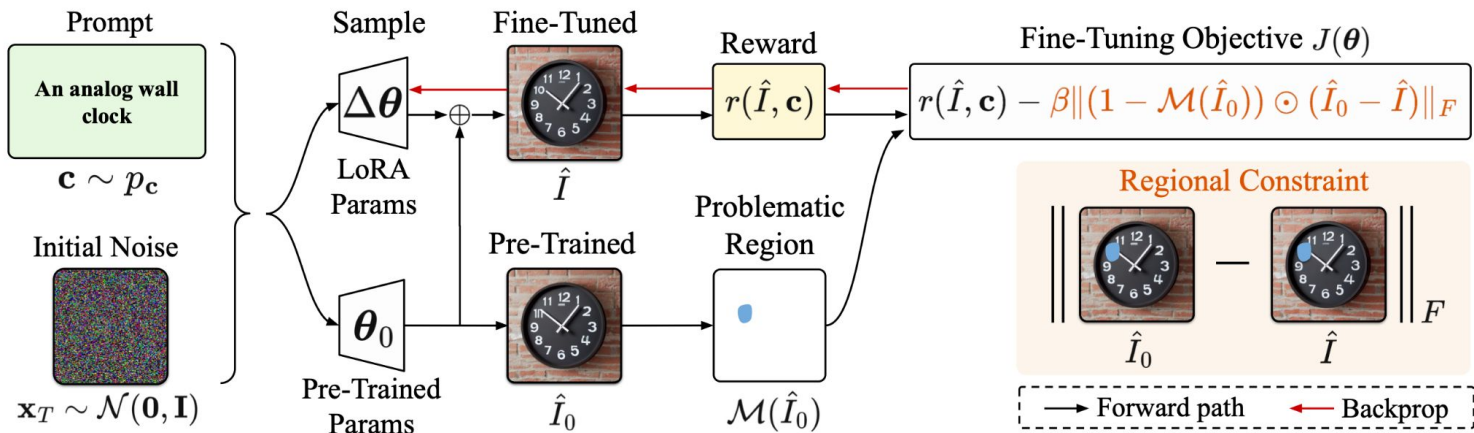 Prompt
An analog wall
clock
c ∼ p_c
Initial Noise
x_T ∼ N(0, I)
Sample
Δθ
LoRA
Params
θ_0
Pre-Trained
Params
Fine-Tuned
Î
Pre-Trained
Î_0
Reward
r(Î, c)
Problematic
Region
M(Î_0)
Fine-Tuning Objective J(θ)
r(Î, c) − β‖(1 − M(Î_0)) ⊙ (Î_0 − Î)‖_F
Regional Constraint
‖ − ‖_F
Î_0 Î
Forward path Backprop